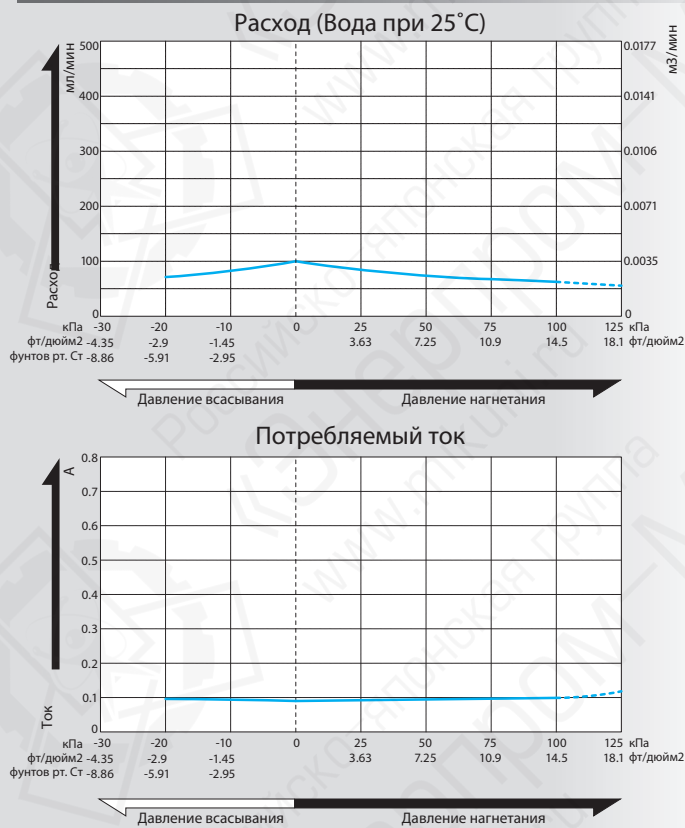 Расход (Вода при 25˚C)
мл/мин
м3/мин
500
400
300
200
100
0
0.0177
0.0141
0.0106
0.0071
0.0035
0
Расход
кПа -30 -20 -10 0 25 50 75 100 125 кПа
фт/дюйм2 -4.35 -2.9 -1.45 3.63 7.25 10.9 14.5 18.1 фт/дюйм2
фунтов рт. Ст -8.86 -5.91 -2.95
Давление всасывания Давление нагнетания
Потребляемый ток
A
0.8
0.7
0.6
0.5
0.4
0.3
0.2
0.1
0
Ток
кПа -30 -20 -10 0 25 50 75 100 125 кПа
фт/дюйм2 -4.35 -2.9 -1.45 3.63 7.25 10.9 14.5 18.1 фт/дюйм2
фунтов рт. Ст -8.86 -5.91 -2.95
Давление всасывания Давление нагнетания